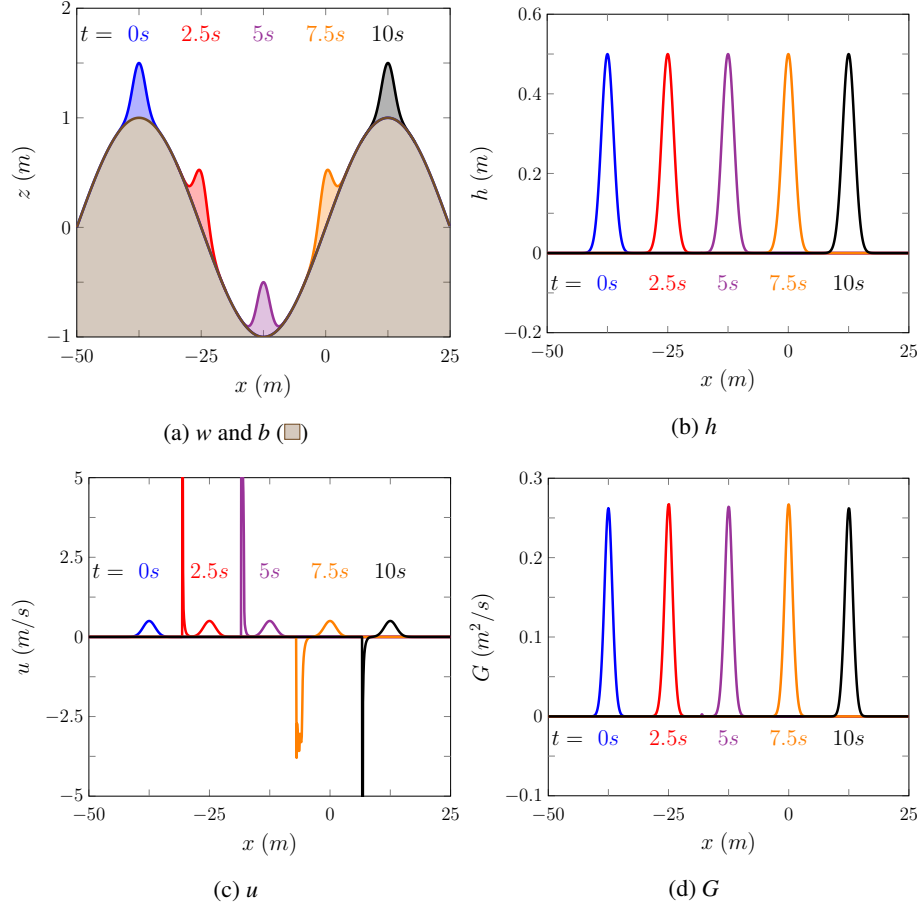 2
1
0
−1
z (m)
t = 0s 2.5s 5s 7.5s 10s
−50 −25 0 25
x (m)
(a) w and b ( )
0.6
0.4
0.2
0
−0.2
h (m)
t = 0s 2.5s 5s 7.5s 10s
−50 −25 0 25
x (m)
(b) h
5
2.5
0
−2.5
−5
u (m/s)
t = 0s 2.5s 5s 7.5s 10s
−50 −25 0 25
x (m)
(c) u
0.3
0.2
0.1
0
−0.1
G (m²/s)
t = 0s 2.5s 5s 7.5s 10s
−50 −25 0 25
x (m)
(d) G